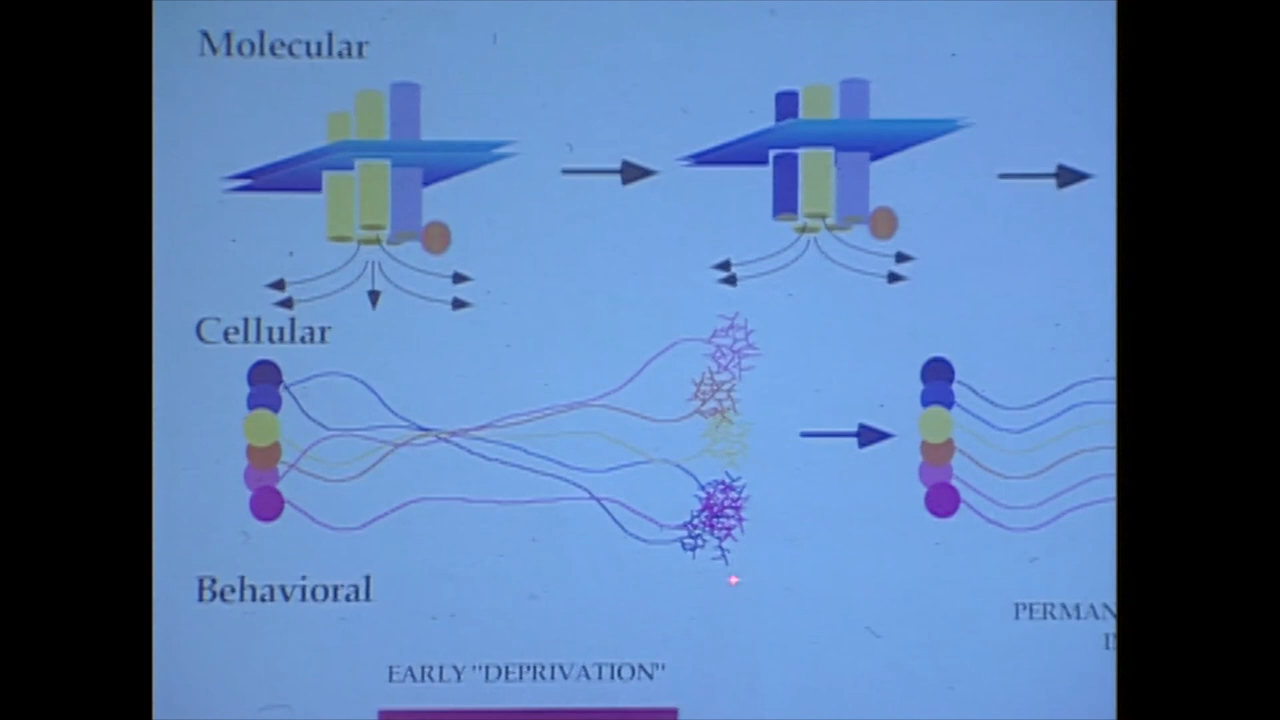 Molecular
Cellular
Behavioral
PERMAN
I
EARLY "DEPRIVATION"